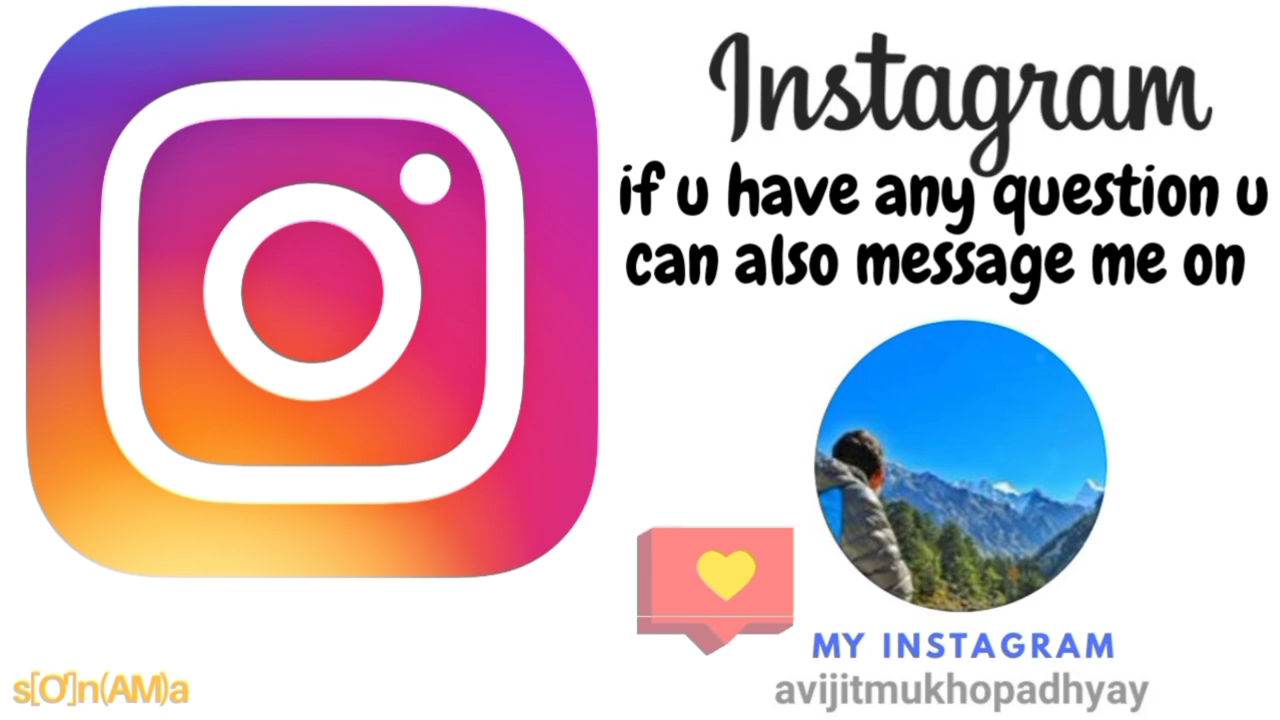 Instagram
if u have any question u
can also message me on
MY INSTAGRAM
avijitmukhopadhyay
s[O']n(AM)a